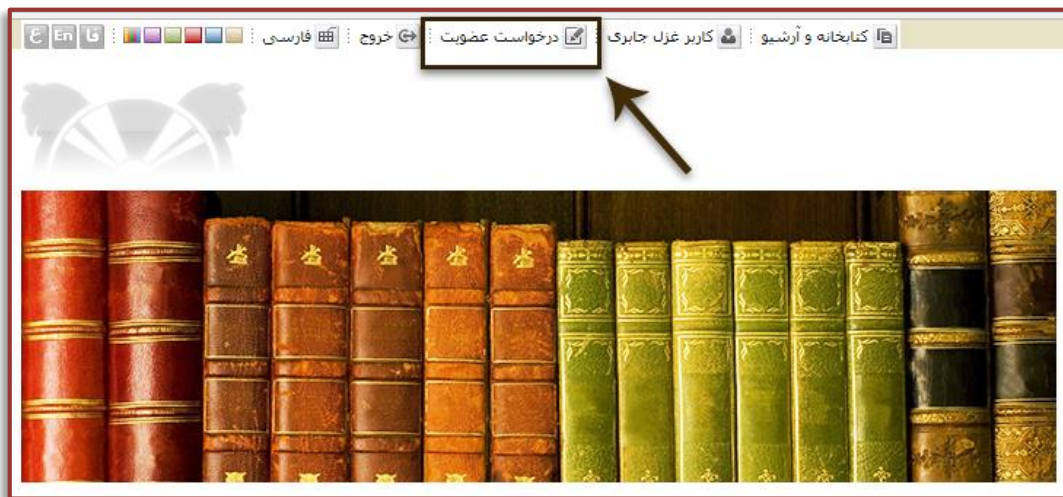 کتابخانه و آرشیو ⋮ کاربر غزل جابری ⋮ درخواست عضویت ⋮ خروج ⋮ فارسی ⋮ ⋮ فا En ع